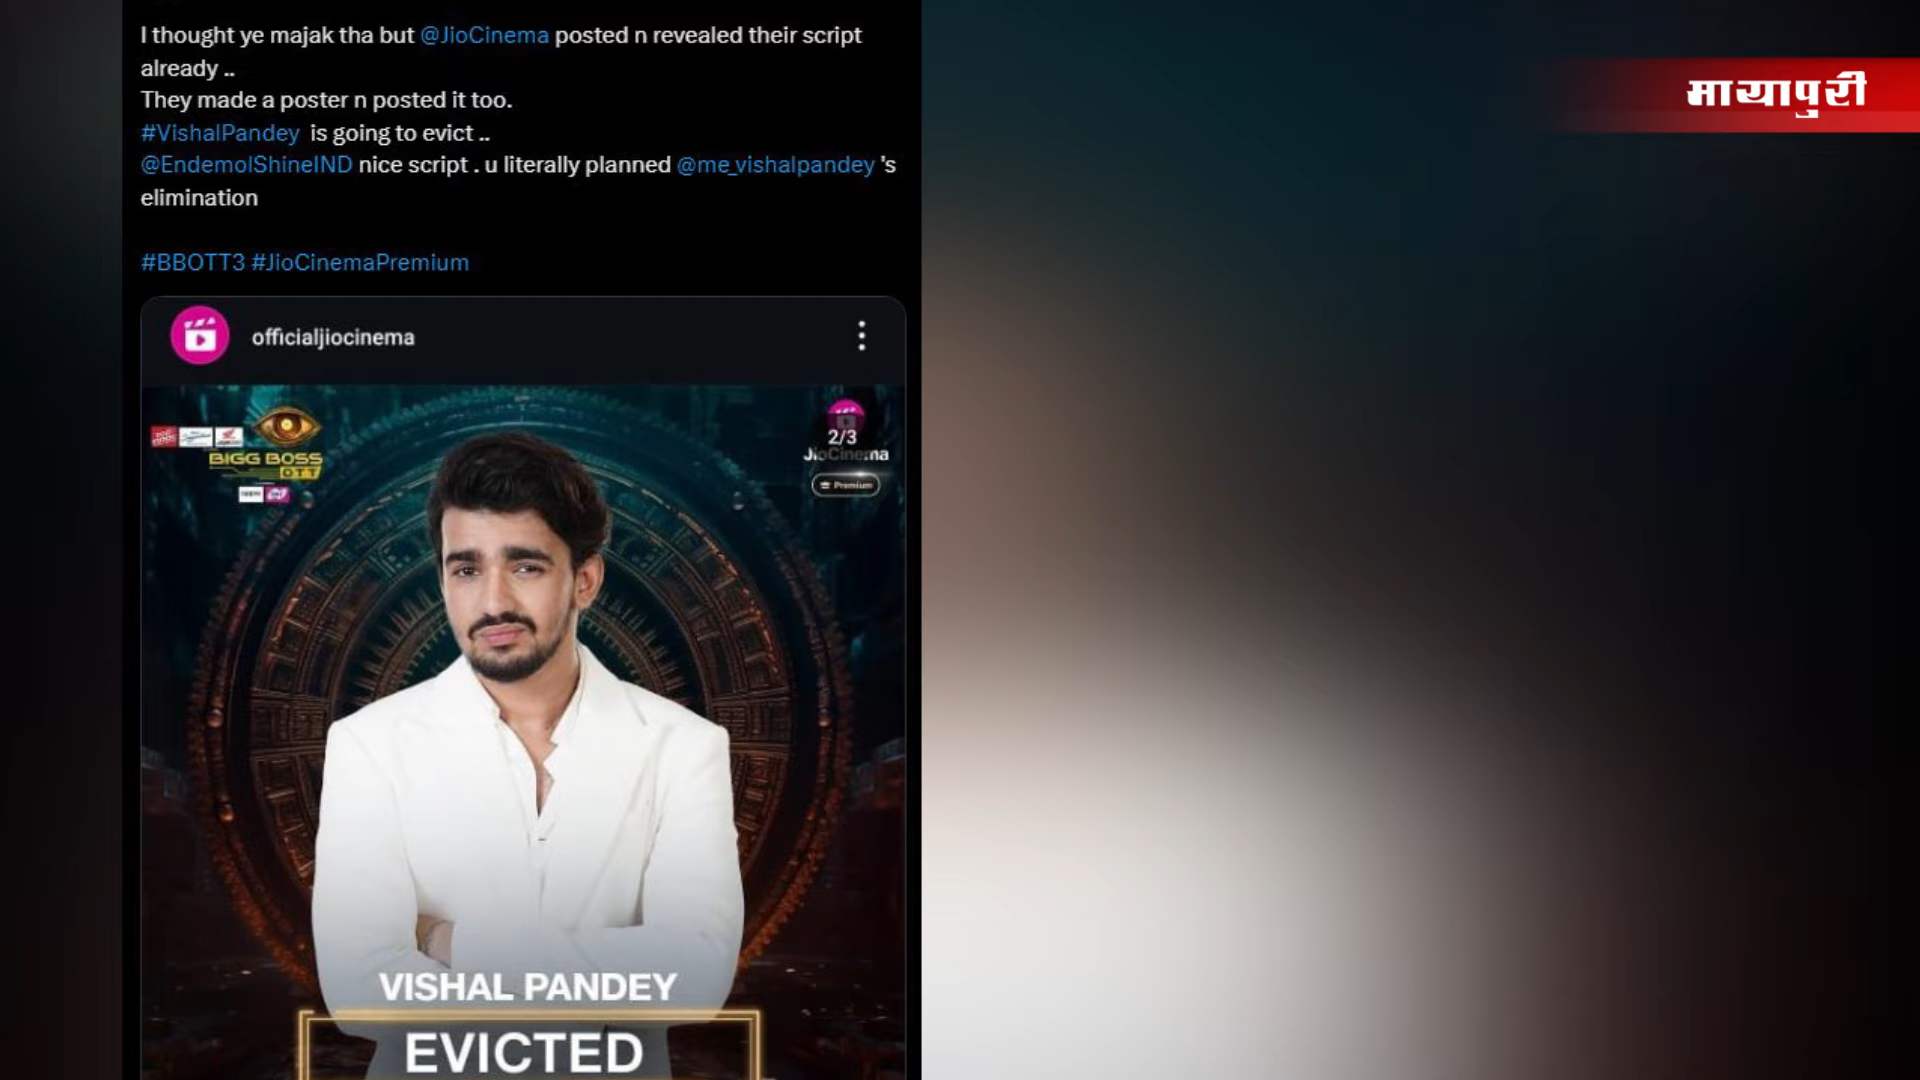 I thought ye majak tha but @JioCinema posted n revealed their script
already ..
They made a poster n posted it too.
#VishalPandey is going to evict ..
@EndemolShineIND nice script . u literally planned @me_vishalpandey 's
elimination
#BBOTT3 #JioCinemaPremium
मायापुरी
officialjiocinema
BIGG BOSS
OTT
2/3
JioCinema
Premium
VISHAL PANDEY
EVICTED